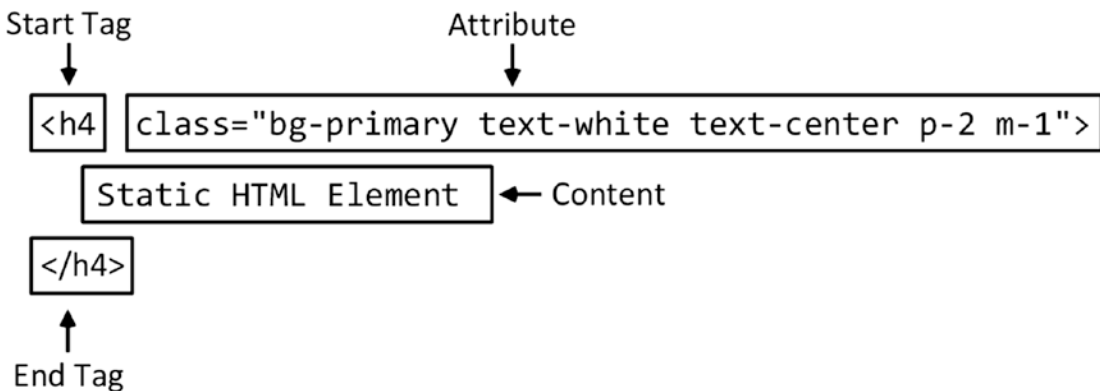 Start Tag Attribute
<h4 class="bg-primary text-white text-center p-2 m-1">
Static HTML Element Content
</h4>
End Tag